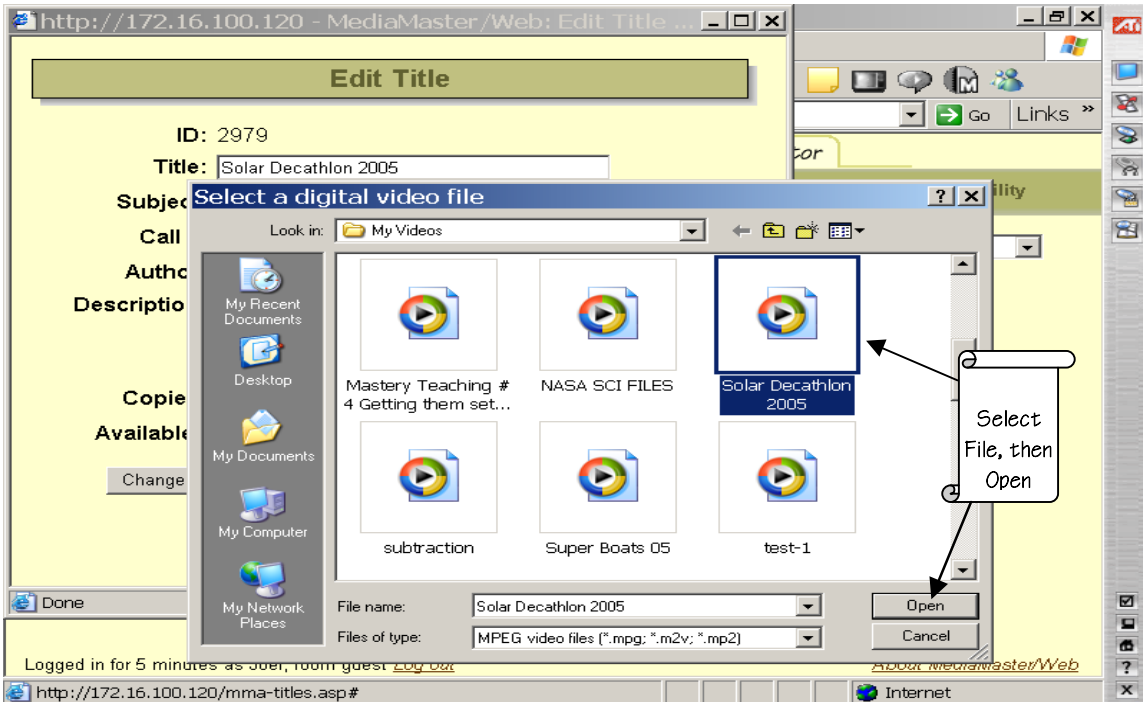 http://172.16.100.120 - MediaMaster/Web: Edit Title ...
Edit Title
ID: 2979
Title: Solar Decathlon 2005
Subjec
Call
Autho
Descriptio
Copie
Available
Change
Done
Go
Links »
tor
ility
Select a digital video file
Look in: My Videos
My Recent Documents
Desktop
My Documents
My Computer
My Network Places
Mastery Teaching #
4 Getting them set...
NASA SCI FILES
Solar Decathlon
2005
subtraction
Super Boats 05
test-1
File name: Solar Decathlon 2005
Open
Files of type: MPEG video files (*.mpg; *.m2v; *.mp2)
Cancel
Select
File, then
Open
Logged in for 5 minutes as Joel, room guest Log out
About MediaMaster/Web
http://172.16.100.120/mma-titles.asp#
Internet
ATI